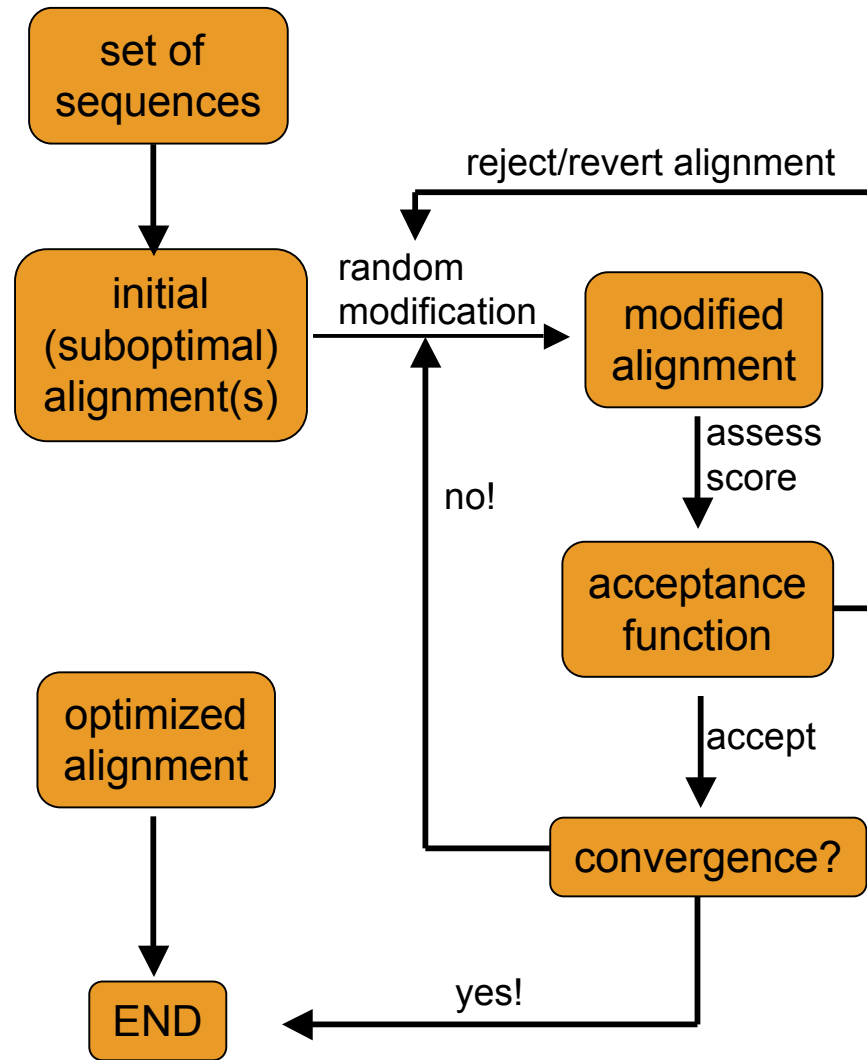 set of
sequences
reject/revert alignment
random
modification
initial
(suboptimal)
alignment(s)
modified
alignment
assess
score
no!
acceptance
function
optimized
alignment
accept
convergence?
yes!
END